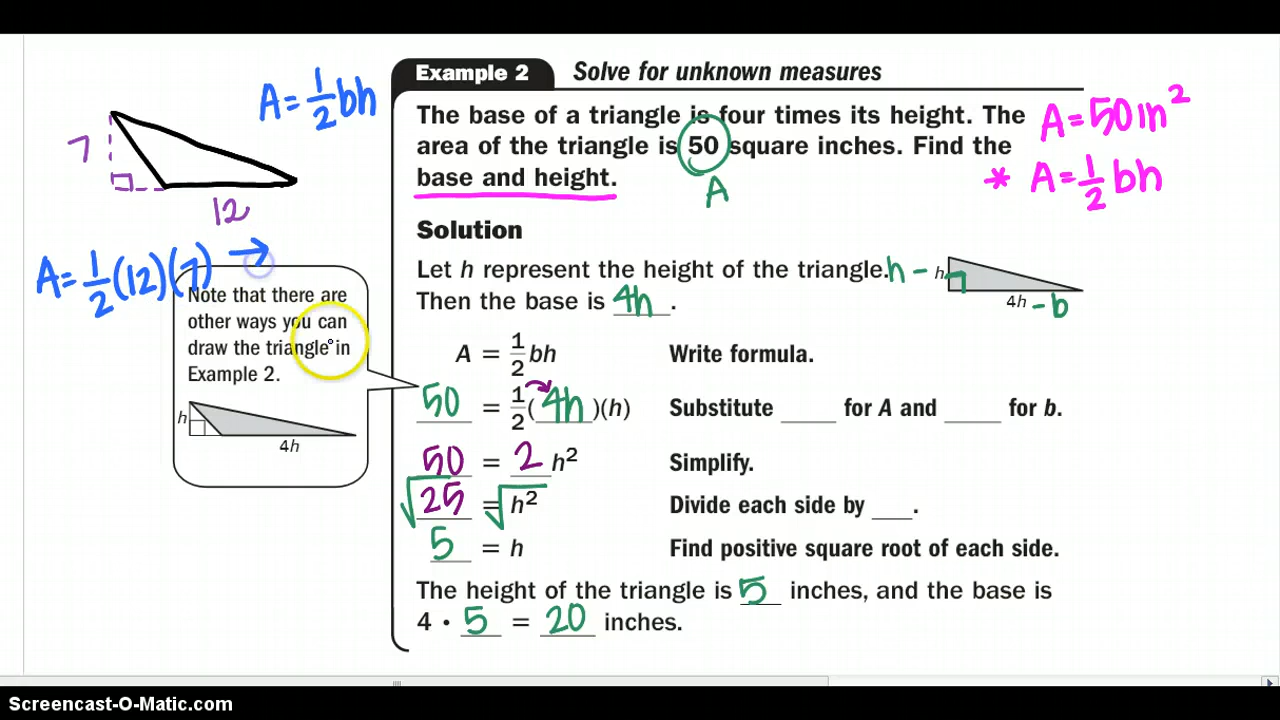 Example 2 Solve for unknown measures
The base of a triangle is four times its height. The
area of the triangle is 50 square inches. Find the
base and height.
A
A = 50 in²
* A = 1/2 bh
A = 1/2 bh
7
12
A = 1/2 (12)(7) →
Note that there are
other ways you can
draw the triangle in
Example 2.
h
4h
Solution
Let h represent the height of the triangle. h - h
Then the base is 4h.
4h - b
A = 1/2 bh Write formula.
50 = 1/2 (4h)(h) Substitute ____ for A and ____ for b.
50 = 2 h² Simplify.
√25 = √h² Divide each side by ___.
5 = h Find positive square root of each side.
The height of the triangle is 5 inches, and the base is
4 • 5 = 20 inches.
Screencast-O-Matic.com